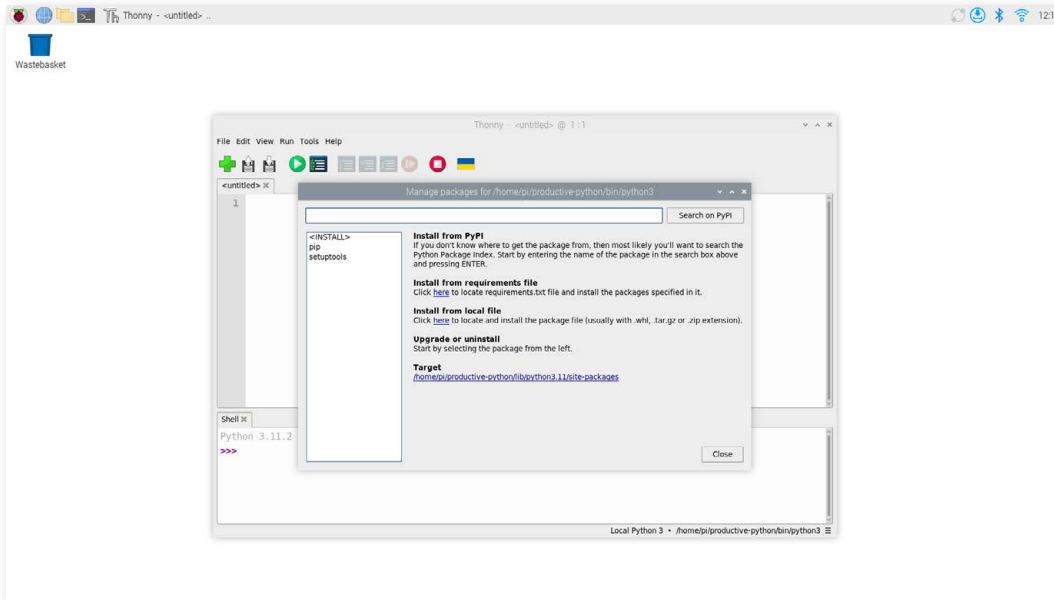 Thonny - <untitled> ..
12:1
Wastebasket
Thonny - <untitled> @ 1:1
File Edit View Run Tools Help
<untitled>
Manage packages for /home/pi/productive-python/bin/python3
1
Search on PyPI
<INSTALL>
pip
setuptools
Install from PyPI
If you don't know where to get the package from, then most likely you'll want to search the
Python Package Index. Start by entering the name of the package in the search box above
and pressing ENTER.
Install from requirements file
Click here to locate requirements.txt file and install the packages specified in it.
Install from local file
Click here to locate and install the package file (usually with .whl, .tar.gz or .zip extension).
Upgrade or uninstall
Start by selecting the package from the left.
Target
/home/pi/productive-python/lib/python3.11/site-packages
Close
Shell
Python 3.11.2
>>>
Local Python 3 • /home/pi/productive-python/bin/python3